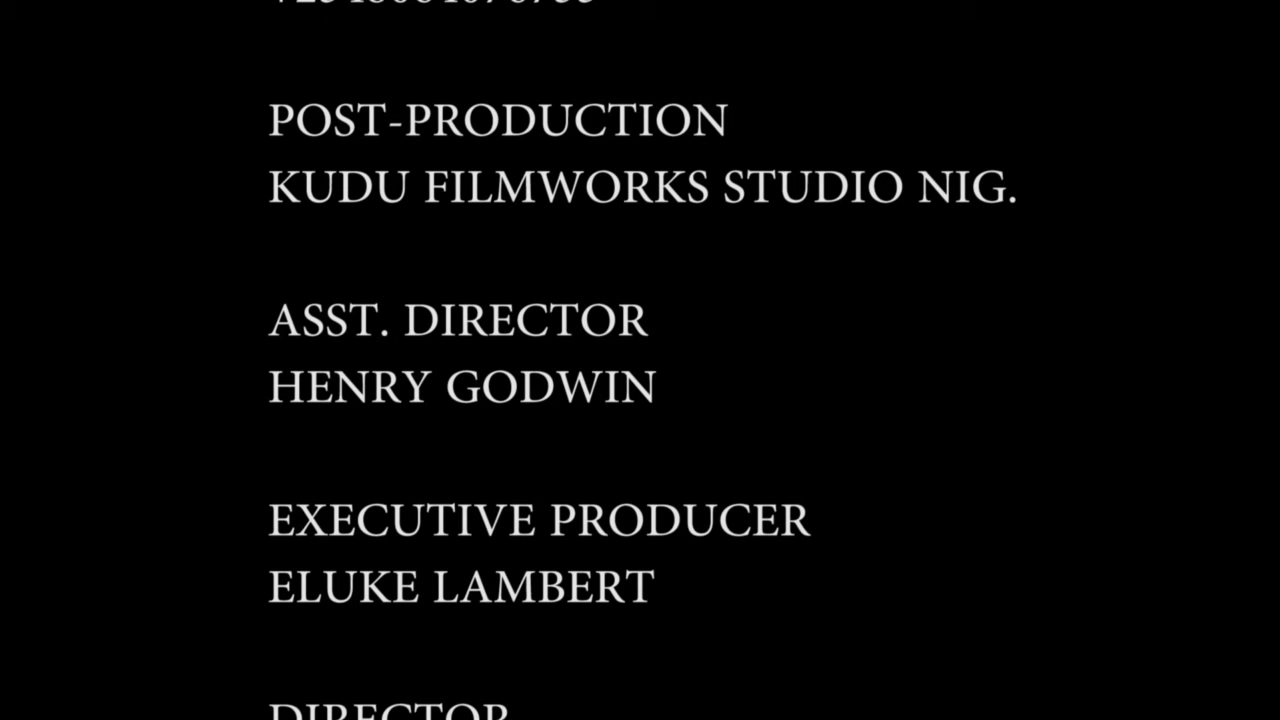 POST-PRODUCTION
KUDU FILMWORKS STUDIO NIG.
ASST. DIRECTOR
HENRY GODWIN
EXECUTIVE PRODUCER
ELUKE LAMBERT
DIRECTOR